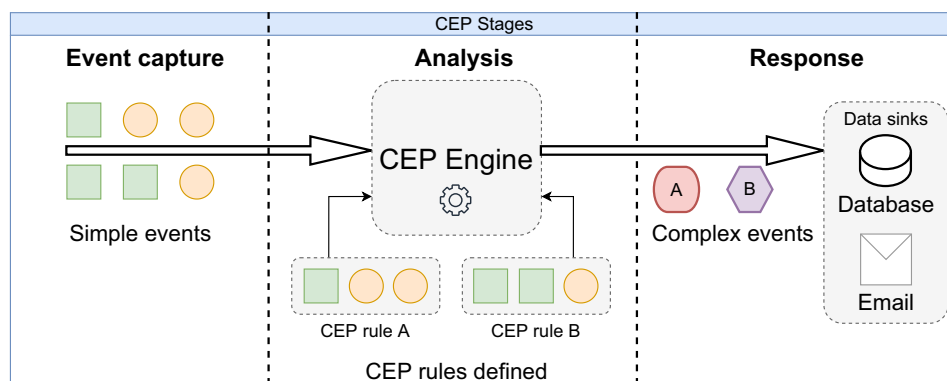 CEP Stages
Event capture
Analysis
Response
Data sinks
CEP Engine
A
B
Database
Simple events
Complex events
Email
CEP rule A
CEP rule B
CEP rules defined